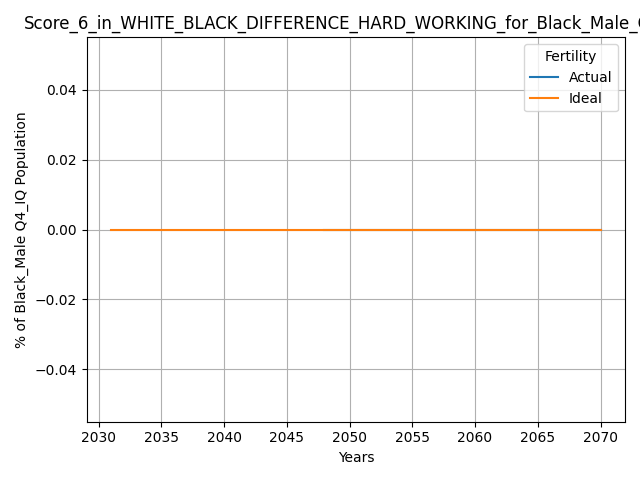 Score_6_in_WHITE_BLACK_DIFFERENCE_HARD_WORKING_for_Black_Male_
Fertility
Actual
Ideal
0.04
0.02
0.00
−0.02
−0.04
% of Black_Male Q4_IQ Population
2030 2035 2040 2045 2050 2055 2060 2065 2070
Years